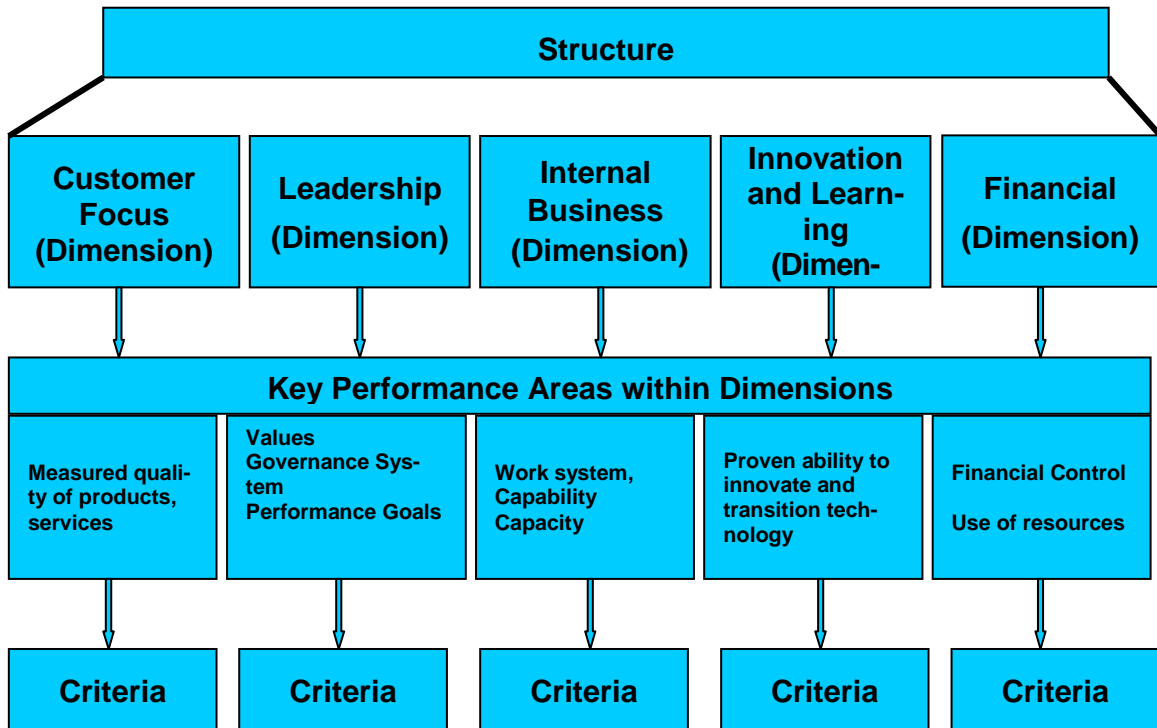 Structure
Customer
Focus
(Dimension)
Leadership
(Dimension)
Internal
Business
(Dimension)
Innovation
and Learn-
ing
(Dimen-
Financial
(Dimension)
Key Performance Areas within Dimensions
Measured quali-
ty of products,
services
Values
Governance Sys-
tem
Performance Goals
Work system,
Capability
Capacity
Proven ability to
innovate and
transition tech-
nology
Financial Control
Use of resources
Criteria
Criteria
Criteria
Criteria
Criteria